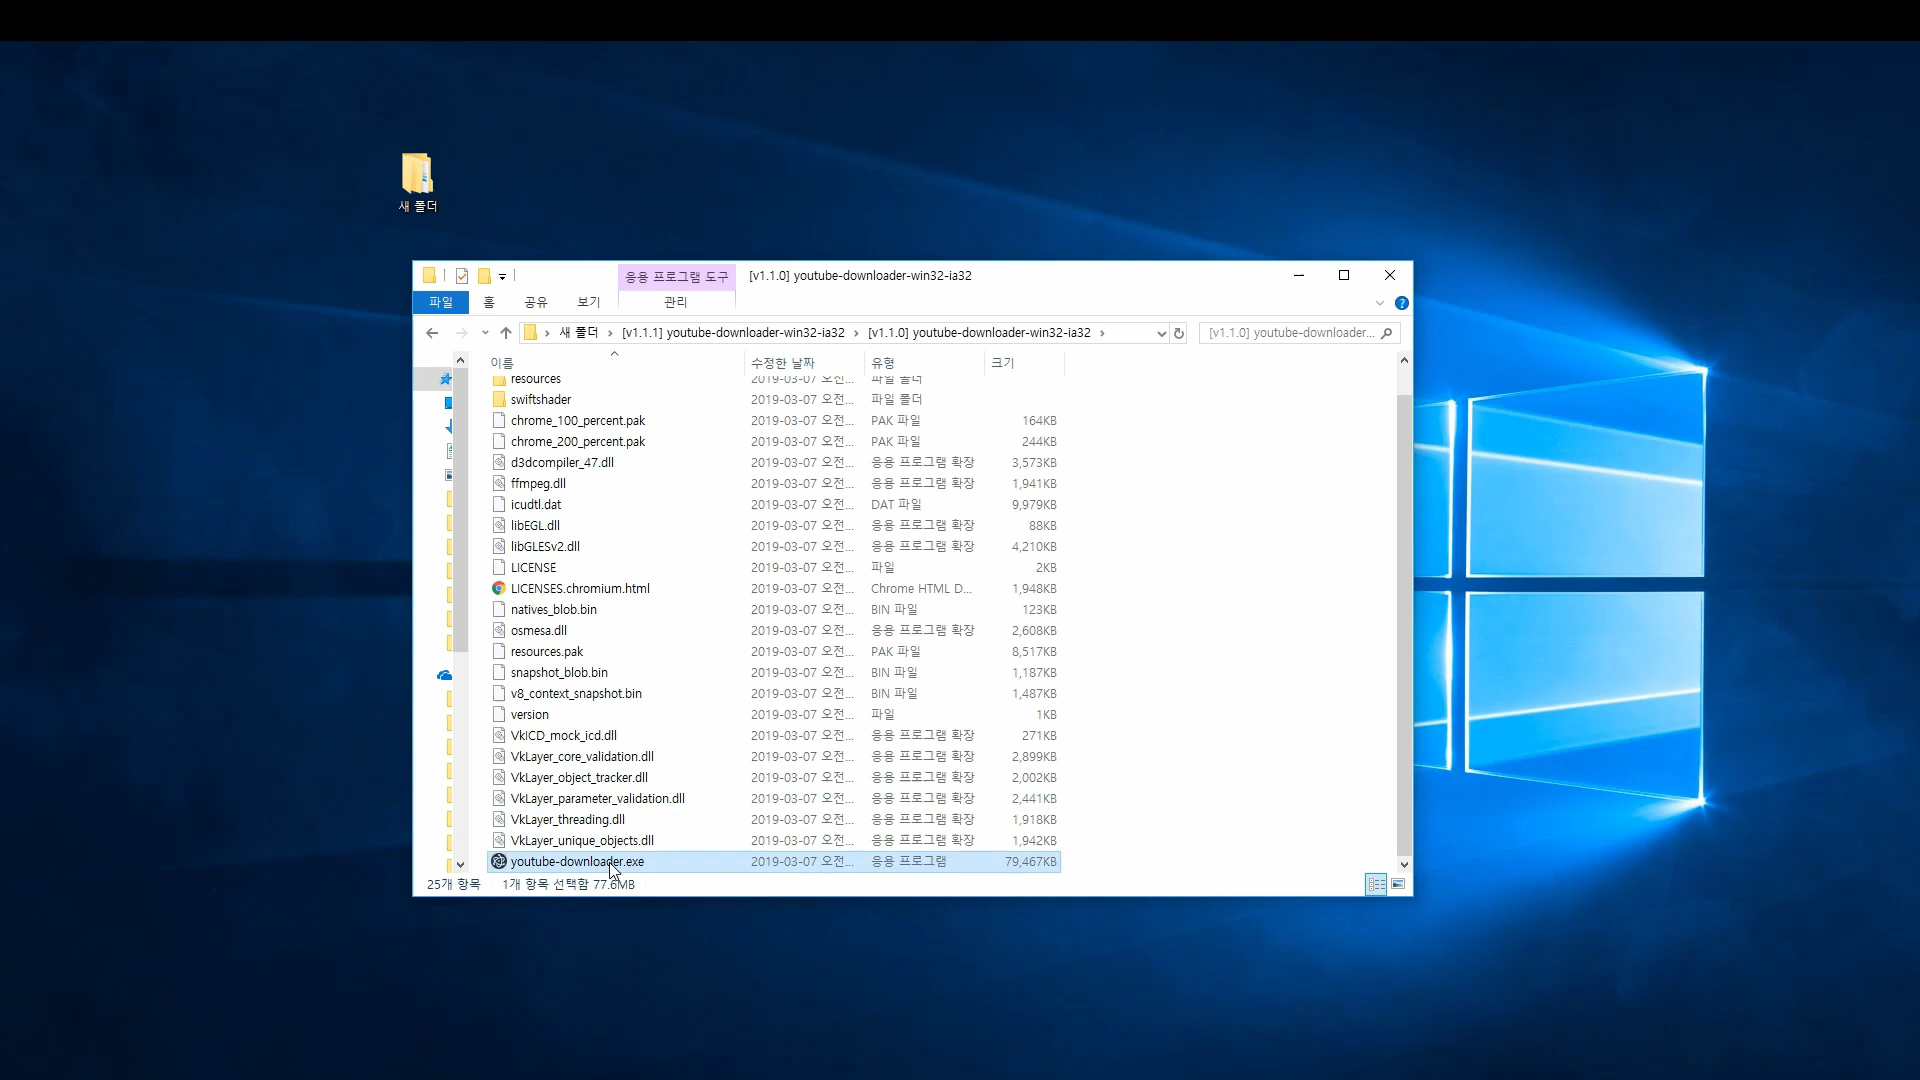 새 폴더
응용 프로그램 도구
[v1.1.0] youtube-downloader-win32-ia32
파일 홈 공유 보기 관리
새 폴더 [v1.1.1] youtube-downloader-win32-ia32 [v1.1.0] youtube-downloader-win32-ia32 [v1.1.0] youtube-downloader...
이름 수정한 날짜 유형 크기
resources 2019-03-07 오전... 파일 폴더
swiftshader 2019-03-07 오전... 파일 폴더
chrome_100_percent.pak 2019-03-07 오전... PAK 파일 164KB
chrome_200_percent.pak 2019-03-07 오전... PAK 파일 244KB
d3dcompiler_47.dll 2019-03-07 오전... 응용 프로그램 확장 3,573KB
ffmpeg.dll 2019-03-07 오전... 응용 프로그램 확장 1,941KB
icudtl.dat 2019-03-07 오전... DAT 파일 9,979KB
libEGL.dll 2019-03-07 오전... 응용 프로그램 확장 88KB
libGLESv2.dll 2019-03-07 오전... 응용 프로그램 확장 4,210KB
LICENSE 2019-03-07 오전... 파일 2KB
LICENSES.chromium.html 2019-03-07 오전... Chrome HTML D... 1,948KB
natives_blob.bin 2019-03-07 오전... BIN 파일 123KB
osmesa.dll 2019-03-07 오전... 응용 프로그램 확장 2,608KB
resources.pak 2019-03-07 오전... PAK 파일 8,517KB
snapshot_blob.bin 2019-03-07 오전... BIN 파일 1,187KB
v8_context_snapshot.bin 2019-03-07 오전... BIN 파일 1,487KB
version 2019-03-07 오전... 파일 1KB
VkICD_mock_icd.dll 2019-03-07 오전... 응용 프로그램 확장 271KB
VkLayer_core_validation.dll 2019-03-07 오전... 응용 프로그램 확장 2,899KB
VkLayer_object_tracker.dll 2019-03-07 오전... 응용 프로그램 확장 2,002KB
VkLayer_parameter_validation.dll 2019-03-07 오전... 응용 프로그램 확장 2,441KB
VkLayer_threading.dll 2019-03-07 오전... 응용 프로그램 확장 1,918KB
VkLayer_unique_objects.dll 2019-03-07 오전... 응용 프로그램 확장 1,942KB
youtube-downloader.exe 2019-03-07 오전... 응용 프로그램 79,467KB
25개 항목 1개 항목 선택함 77.6MB